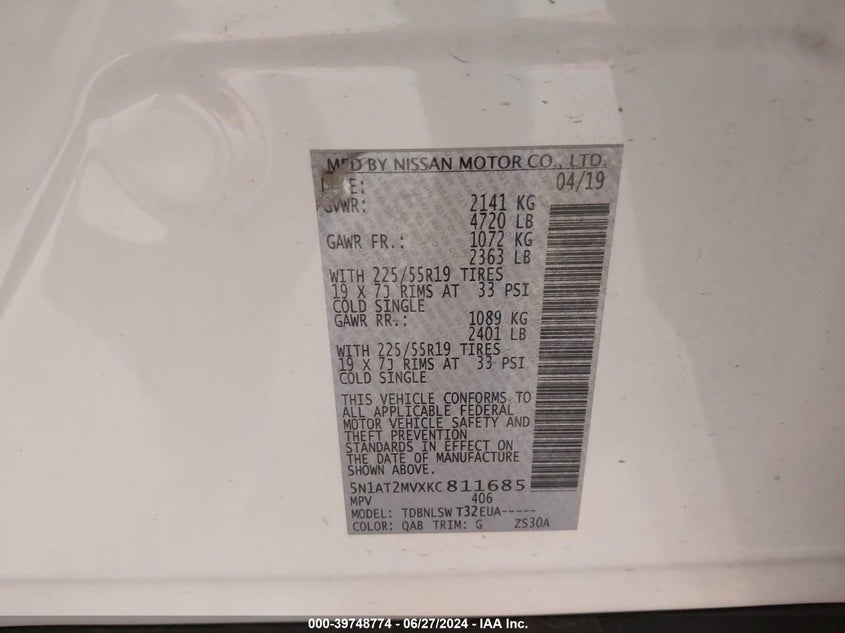 MFD BY NISSAN MOTOR CO., LTD.
04/19
GVWR: 2141 KG
4720 LB
GAWR FR.: 1072 KG
2363 LB
WITH 225/55R19 TIRES
19 X 7J RIMS AT 33 PSI
COLD SINGLE
GAWR RR.: 1089 KG
2401 LB
WITH 225/55R19 TIRES
19 X 7J RIMS AT 33 PSI
COLD SINGLE
THIS VEHICLE CONFORMS TO
ALL APPLICABLE FEDERAL
MOTOR VEHICLE SAFETY AND
THEFT PREVENTION
STANDARDS IN EFFECT ON
THE DATE OF MANUFACTURE
SHOWN ABOVE.
5N1AT2MVXKC811685
MPV 406
MODEL: TDBNLSW T32EUA-----
COLOR: QAB TRIM: G ZS30A
000-39748774 - 06/27/2024 - IAA Inc.